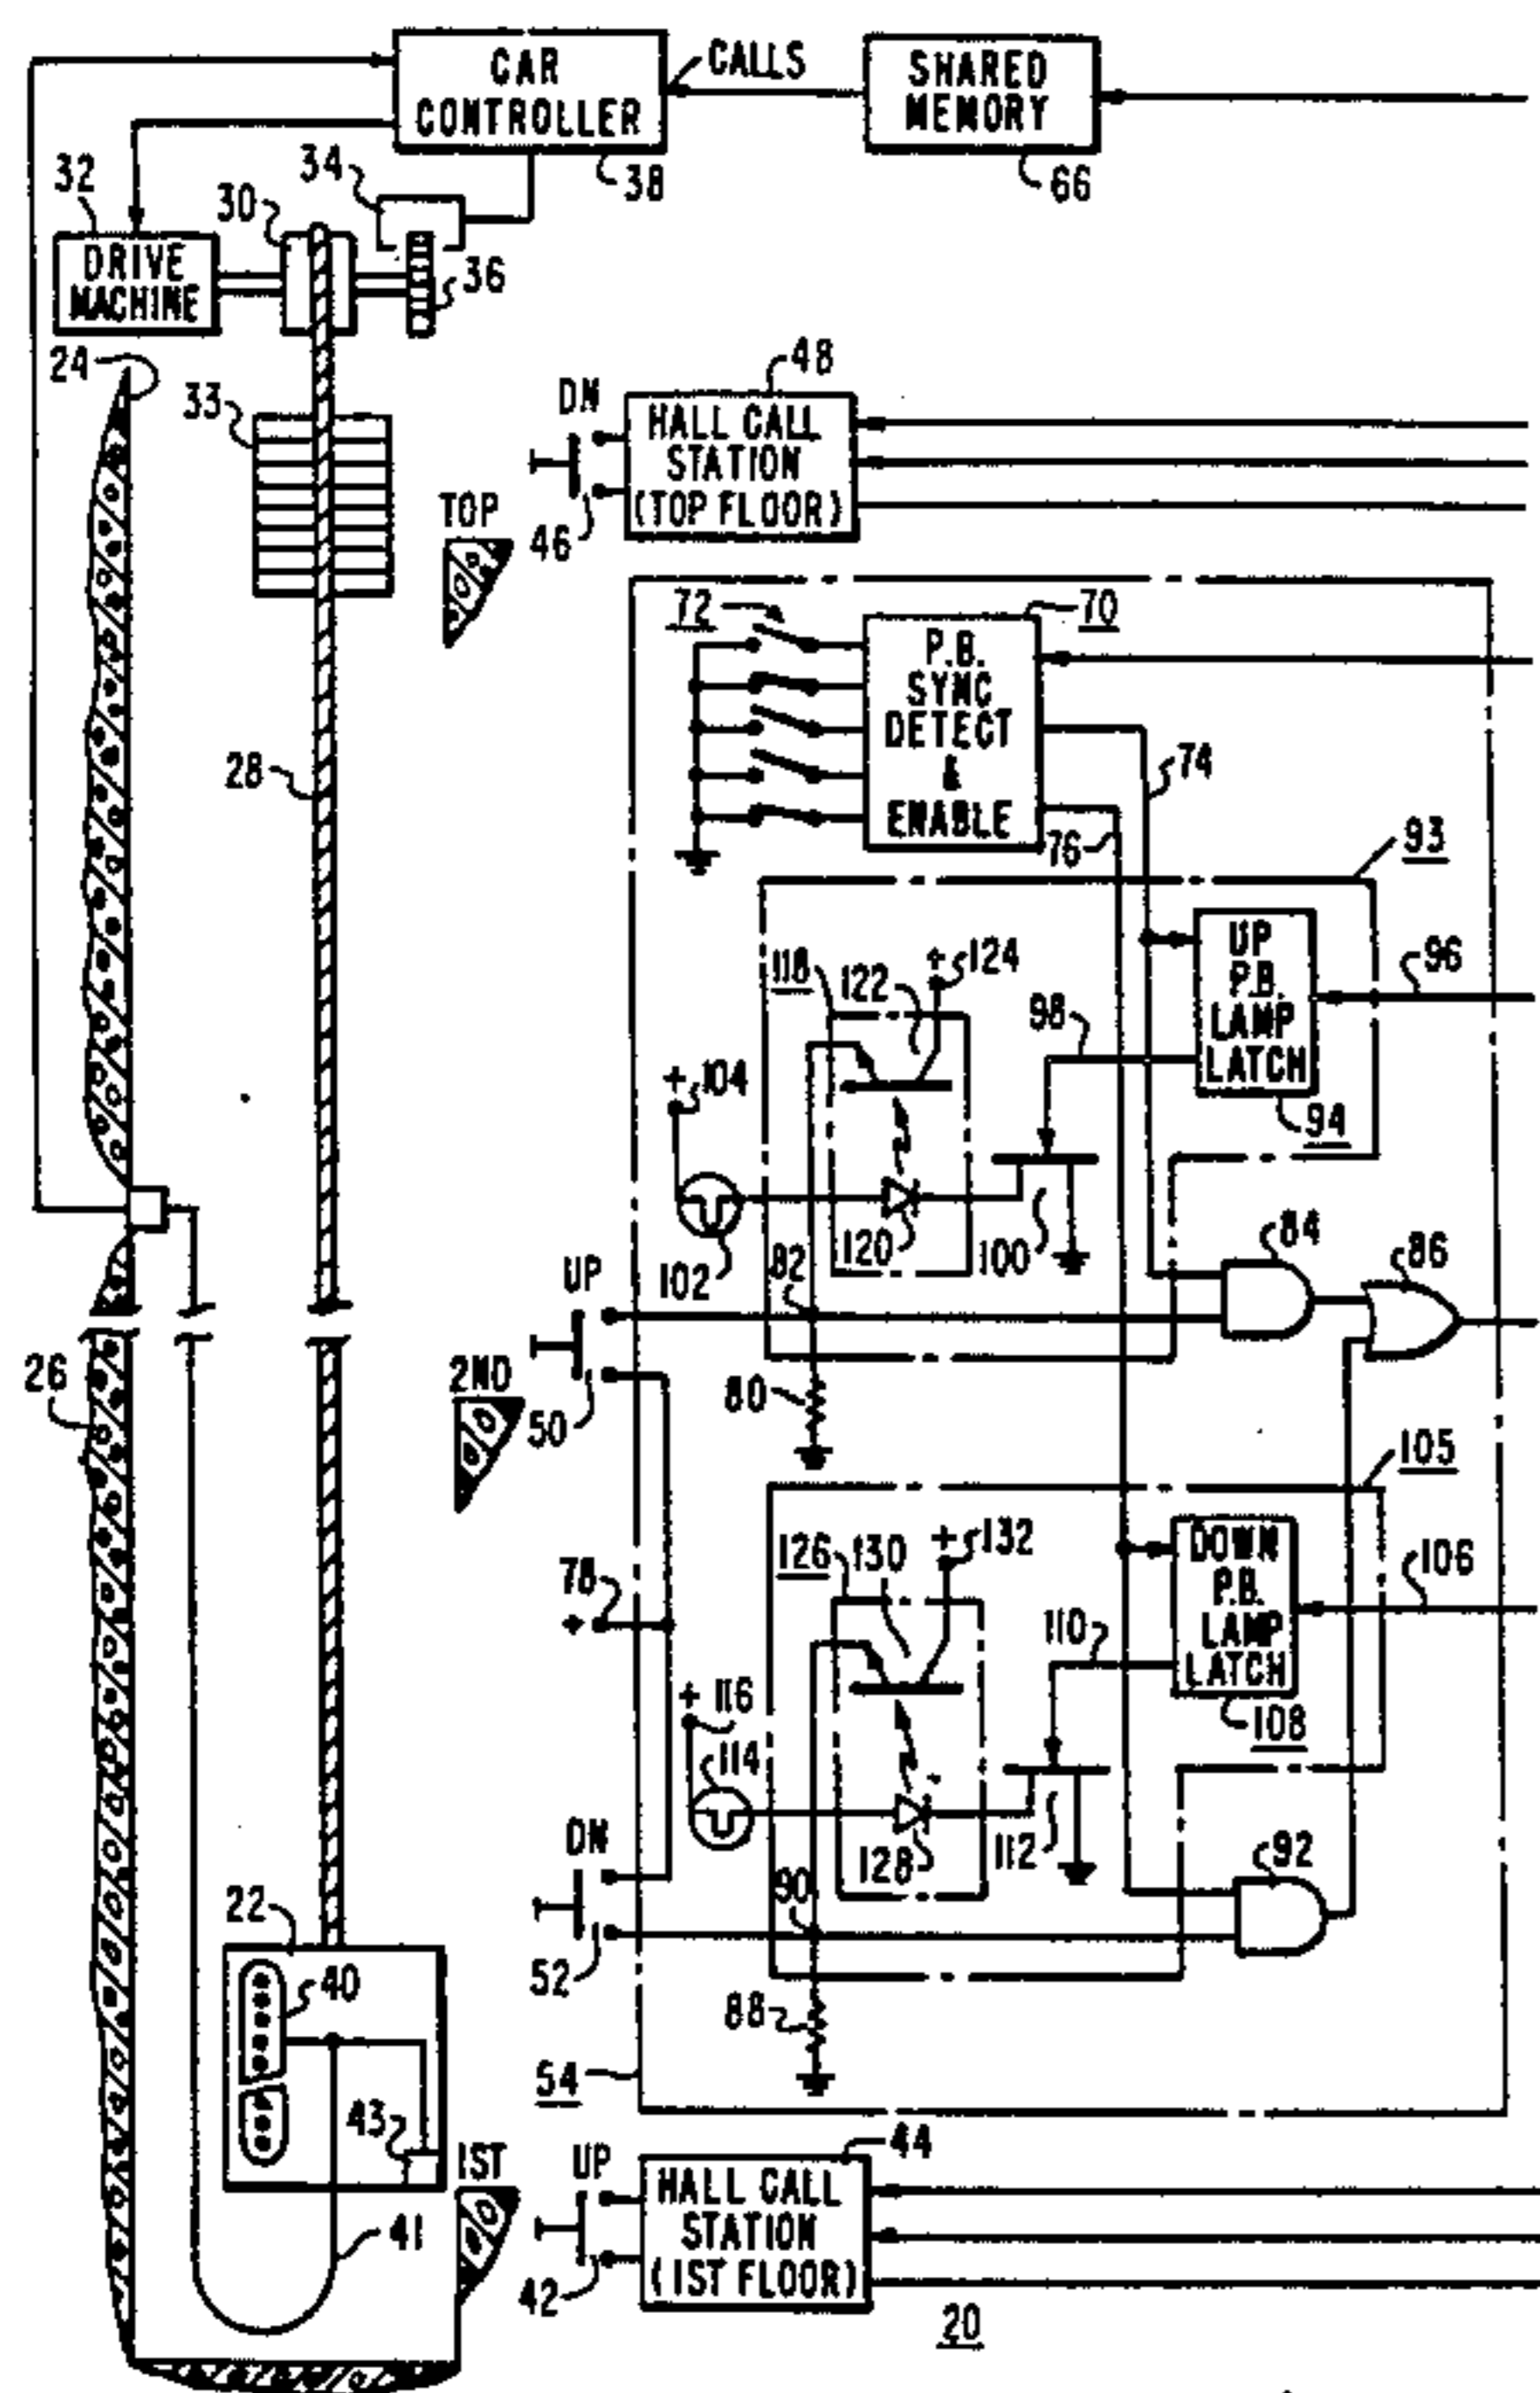 CAR
CONTROLLER
CALLS
SHARED
MEMORY
38
66
34
32
30
DRIVE
MACHINE
36
24
33
48
DN
HALL CALL
STATION
(TOP FLOOR)
46
TOP
72
70
P.B.
SYNC
DETECT
&
ENABLE
74
76
28
93
UP
P.B.
LAMP
LATCH
94
96
98
118
122
+
124
+
104
120
100
102
82
84
86
UP
50
2ND
26
80
105
78
+
126
130
+
132
DOWN
P.B.
LAMP
LATCH
108
106
110
+
116
114
128
112
DN
52
90
92
88
22
40
43
54
1ST
41
UP
42
44
HALL CALL
STATION
(1ST FLOOR)
20